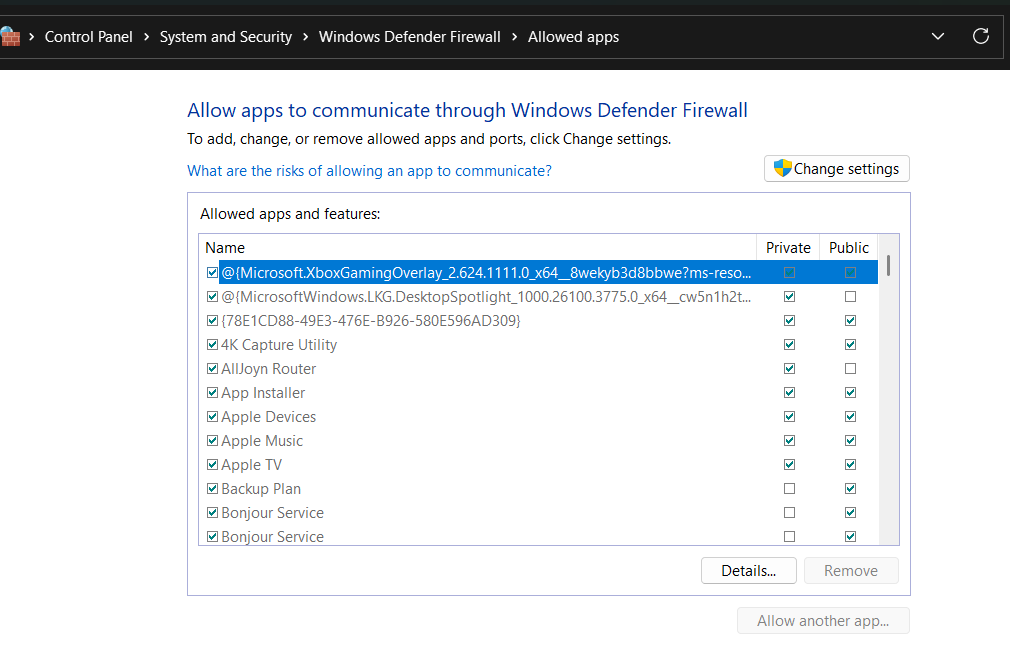 Control Panel > System and Security > Windows Defender Firewall > Allowed apps
Allow apps to communicate through Windows Defender Firewall
To add, change, or remove allowed apps and ports, click Change settings.
What are the risks of allowing an app to communicate?
Change settings
Allowed apps and features:
Name Private Public
@{Microsoft.XboxGamingOverlay_2.624.1111.0_x64__8wekyb3d8bbwe?ms-reso...
@{MicrosoftWindows.LKG.DesktopSpotlight_1000.26100.3775.0_x64__cw5n1h2t...
{78E1CD88-49E3-476E-B926-580E596AD309}
4K Capture Utility
AllJoyn Router
App Installer
Apple Devices
Apple Music
Apple TV
Backup Plan
Bonjour Service
Bonjour Service
Details... Remove
Allow another app...